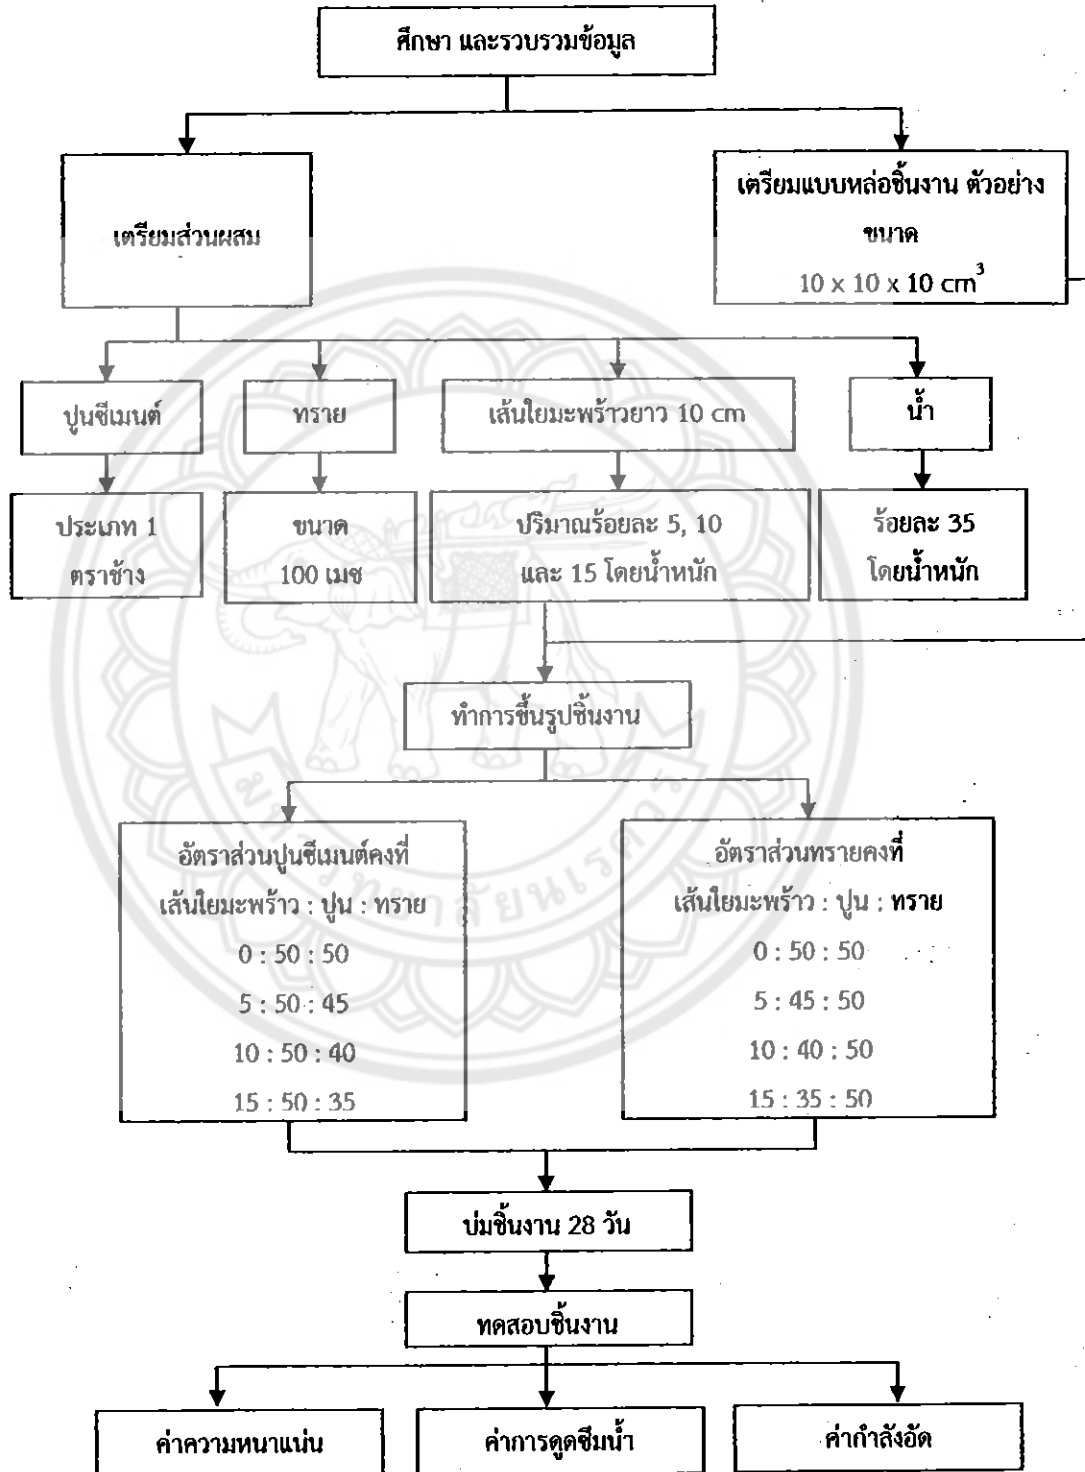 ศึกษา และรวบรวมข้อมูล
เตรียมส่วนผสม
เตรียมแบบหล่อชิ้นงาน ตัวอย่าง
ขนาด
10 x 10 x 10 cm³
ปูนซีเมนต์
ทราย
เส้นใยมะพร้าวยาว 10 cm
น้ำ
ประเภท 1
ตราช้าง
ขนาด
100 เมช
ปริมาณร้อยละ 5, 10
และ 15 โดยน้ำหนัก
ร้อยละ 35
โดยน้ำหนัก
ทำการขึ้นรูปชิ้นงาน
อัตราส่วนปูนซีเมนต์คงที่
เส้นใยมะพร้าว : ปูน : ทราย
0 : 50 : 50
5 : 50 : 45
10 : 50 : 40
15 : 50 : 35
อัตราส่วนทรายคงที่
เส้นใยมะพร้าว : ปูน : ทราย
0 : 50 : 50
5 : 45 : 50
10 : 40 : 50
15 : 35 : 50
มหาวิทยาลัยนเรศวร
บ่มชิ้นงาน 28 วัน
ทดสอบชิ้นงาน
ค่าความหนาแน่น
ค่าการดูดซึมน้ำ
ค่ากำลังอัด